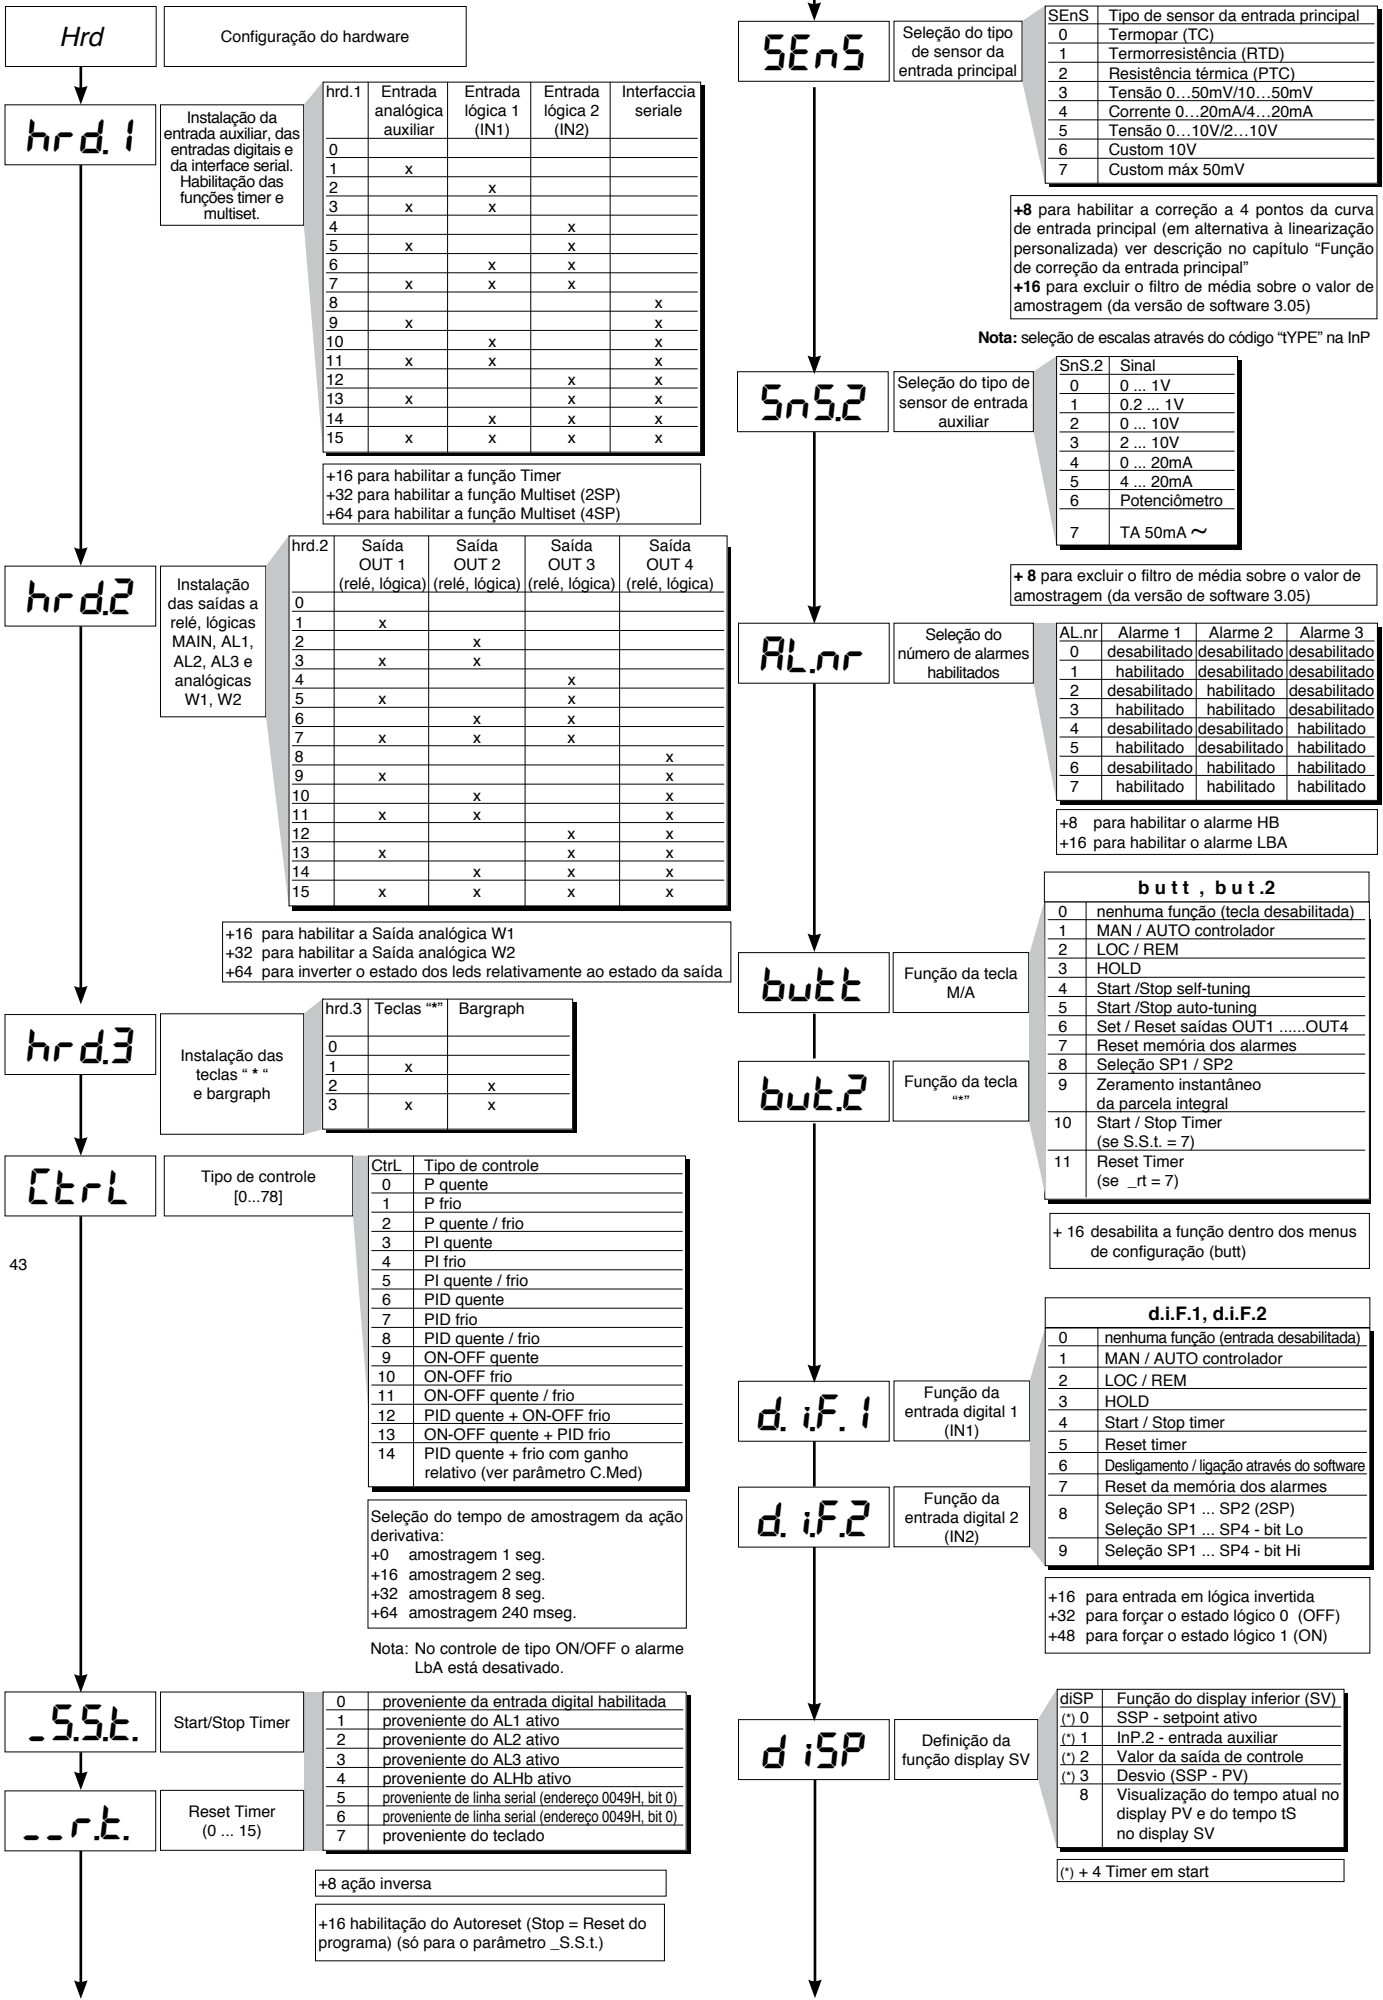 Hrd
Configuração do hardware
hrd.1
Instalação da
entrada auxiliar, das
entradas digitais e
da interface serial.
Habilitação das
funções timer e
multiset.
hrd.1 Entrada Entrada Entrada Interfaccia
analógica lógica 1 lógica 2 seriale
auxiliar (IN1) (IN2)
0
1 x
2 x
3 x x
4 x
5 x x
6 x x
7 x x x
8 x
9 x x
10 x x
11 x x x
12 x x
13 x x x
14 x x x
15 x x x x
+16 para habilitar a função Timer
+32 para habilitar a função Multiset (2SP)
+64 para habilitar a função Multiset (4SP)
hrd.2
Instalação
das saídas a
relé, lógicas
MAIN, AL1,
AL2, AL3 e
analógicas
W1, W2
hrd.2 Saída Saída Saída Saída
OUT 1 OUT 2 OUT 3 OUT 4
(relé, lógica) (relé, lógica) (relé, lógica) (relé, lógica)
0
1 x
2 x
3 x x
4 x
5 x x
6 x x
7 x x x
8 x
9 x x
10 x x
11 x x x
12 x x
13 x x x
14 x x x
15 x x x x
+16 para habilitar a Saída analógica W1
+32 para habilitar a Saída analógica W2
+64 para inverter o estado dos leds relativamente ao estado da saída
hrd.3
Instalação das
teclas “ * “
e bargraph
hrd.3 Teclas “*” Bargraph
0
1 x
2 x
3 x x
CtrL
Tipo de controle
[0...78]
CtrL Tipo de controle
0 P quente
1 P frio
2 P quente / frio
3 PI quente
4 PI frio
5 PI quente / frio
6 PID quente
7 PID frio
8 PID quente / frio
9 ON-OFF quente
10 ON-OFF frio
11 ON-OFF quente / frio
12 PID quente + ON-OFF frio
13 ON-OFF quente + PID frio
14 PID quente + frio com ganho
relativo (ver parâmetro C.Med)
43
Seleção do tempo de amostragem da ação
derivativa:
+0 amostragem 1 seg.
+16 amostragem 2 seg.
+32 amostragem 8 seg.
+64 amostragem 240 mseg.
Nota: No controle de tipo ON/OFF o alarme
LbA está desativado.
_S.S.t.
Start/Stop Timer
__r.t.
Reset Timer
(0 ... 15)
0 proveniente da entrada digital habilitada
1 proveniente do AL1 ativo
2 proveniente do AL2 ativo
3 proveniente do AL3 ativo
4 proveniente do ALHb ativo
5 proveniente de linha serial (endereço 0049H, bit 0)
6 proveniente de linha serial (endereço 0049H, bit 0)
7 proveniente do teclado
+8 ação inversa
+16 habilitação do Autoreset (Stop = Reset do
programa) (só para o parâmetro _S.S.t.)
SEnS
Seleção do tipo
de sensor da
entrada principal
SEnS Tipo de sensor da entrada principal
0 Termopar (TC)
1 Termorresistência (RTD)
2 Resistência térmica (PTC)
3 Tensão 0…50mV/10…50mV
4 Corrente 0…20mA/4…20mA
5 Tensão 0…10V/2…10V
6 Custom 10V
7 Custom máx 50mV
+8 para habilitar a correção a 4 pontos da curva
de entrada principal (em alternativa à linearização
personalizada) ver descrição no capítulo “Função
de correção da entrada principal”
+16 para excluir o filtro de média sobre o valor de
amostragem (da versão de software 3.05)
Nota: seleção de escalas através do código “tYPE” na InP
SnS.2
Seleção do tipo de
sensor de entrada
auxiliar
SnS.2 Sinal
0 0 ... 1V
1 0.2 ... 1V
2 0 ... 10V
3 2 ... 10V
4 0 ... 20mA
5 4 ... 20mA
6 Potenciômetro
7 TA 50mA ~
+ 8 para excluir o filtro de média sobre o valor de
amostragem (da versão de software 3.05)
AL.nr
Seleção do
número de alarmes
habilitados
AL.nr Alarme 1 Alarme 2 Alarme 3
0 desabilitado desabilitado desabilitado
1 habilitado desabilitado desabilitado
2 desabilitado habilitado desabilitado
3 habilitado habilitado desabilitado
4 desabilitado desabilitado habilitado
5 habilitado desabilitado habilitado
6 desabilitado habilitado habilitado
7 habilitado habilitado habilitado
+8 para habilitar o alarme HB
+16 para habilitar o alarme LBA
butt
Função da tecla
M/A
but.2
Função da tecla
“*”
butt , but.2
0 nenhuma função (tecla desabilitada)
1 MAN / AUTO controlador
2 LOC / REM
3 HOLD
4 Start /Stop self-tuning
5 Start /Stop auto-tuning
6 Set / Reset saídas OUT1 ......OUT4
7 Reset memória dos alarmes
8 Seleção SP1 / SP2
9 Zeramento instantâneo
da parcela integral
10 Start / Stop Timer
(se S.S.t. = 7)
11 Reset Timer
(se _rt = 7)
+ 16 desabilita a função dentro dos menus
de configuração (butt)
d.i.F.1
Função da
entrada digital 1
(IN1)
d.i.F.2
Função da
entrada digital 2
(IN2)
d.i.F.1, d.i.F.2
0 nenhuma função (entrada desabilitada)
1 MAN / AUTO controlador
2 LOC / REM
3 HOLD
4 Start / Stop timer
5 Reset timer
6 Desligamento / ligação através do software
7 Reset da memória dos alarmes
8 Seleção SP1 ... SP2 (2SP)
Seleção SP1 ... SP4 - bit Lo
9 Seleção SP1 ... SP4 - bit Hi
+16 para entrada em lógica invertida
+32 para forçar o estado lógico 0 (OFF)
+48 para forçar o estado lógico 1 (ON)
diSP
Definição da
função display SV
diSP Função do display inferior (SV)
(*) 0 SSP - setpoint ativo
(*) 1 InP.2 - entrada auxiliar
(*) 2 Valor da saída de controle
(*) 3 Desvio (SSP - PV)
8 Visualização do tempo atual no
display PV e do tempo tS
no display SV
(*) + 4 Timer em start